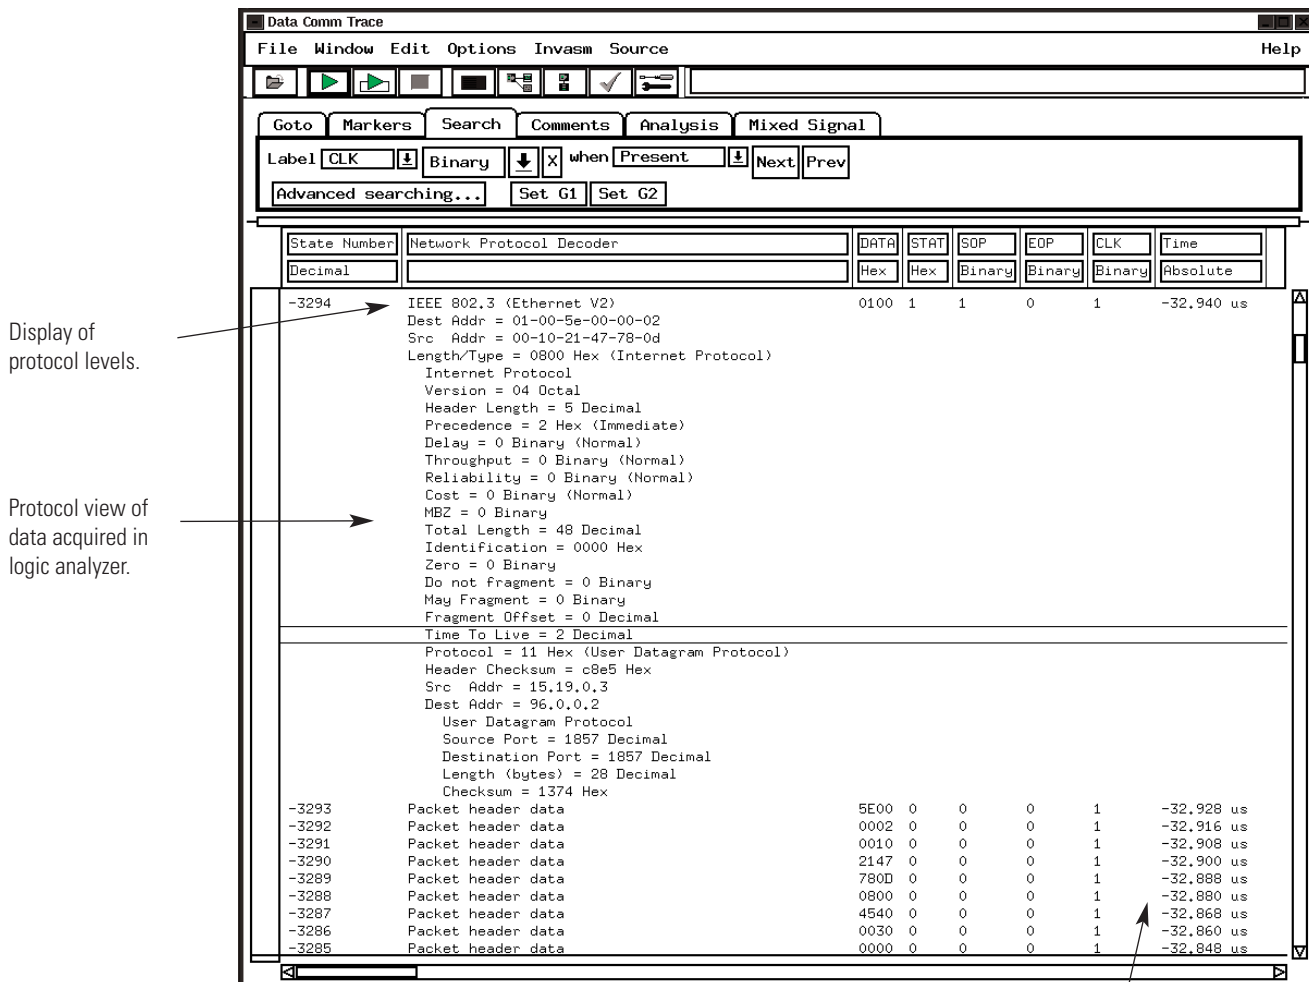 Data Comm Trace
File Window Edit Options Invasm Source Help
Goto Markers Search Comments Analysis Mixed Signal
Label CLK Binary X when Present Next Prev
Advanced searching... Set G1 Set G2
State Number Network Protocol Decoder DATA STAT SOP EOP CLK Time
Decimal Hex Hex Binary Binary Binary Absolute
-3294 IEEE 802.3 (Ethernet V2) 0100 1 1 0 1 -32.940 us
Dest Addr = 01-00-5e-00-00-02
Src Addr = 00-10-21-47-78-0d
Length/Type = 0800 Hex (Internet Protocol)
Internet Protocol
Version = 04 Octal
Header Length = 5 Decimal
Precedence = 2 Hex (Immediate)
Delay = 0 Binary (Normal)
Throughput = 0 Binary (Normal)
Reliability = 0 Binary (Normal)
Cost = 0 Binary (Normal)
MBZ = 0 Binary
Total Length = 48 Decimal
Identification = 0000 Hex
Zero = 0 Binary
Do not fragment = 0 Binary
May Fragment = 0 Binary
Fragment Offset = 0 Decimal
Time To Live = 2 Decimal
Protocol = 11 Hex (User Datagram Protocol)
Header Checksum = c8e5 Hex
Src Addr = 15.19.0.3
Dest Addr = 96.0.0.2
User Datagram Protocol
Source Port = 1857 Decimal
Destination Port = 1857 Decimal
Length (bytes) = 28 Decimal
Checksum = 1374 Hex
-3293 Packet header data 5E00 0 0 0 1 -32.928 us
-3292 Packet header data 0002 0 0 0 1 -32.916 us
-3291 Packet header data 0010 0 0 0 1 -32.908 us
-3290 Packet header data 2147 0 0 0 1 -32.900 us
-3289 Packet header data 780D 0 0 0 1 -32.888 us
-3288 Packet header data 0800 0 0 0 1 -32.880 us
-3287 Packet header data 4540 0 0 0 1 -32.868 us
-3286 Packet header data 0030 0 0 0 1 -32.860 us
-3285 Packet header data 0000 0 0 0 1 -32.848 us
Display of
protocol levels.
Protocol view of
data acquired in
logic analyzer.